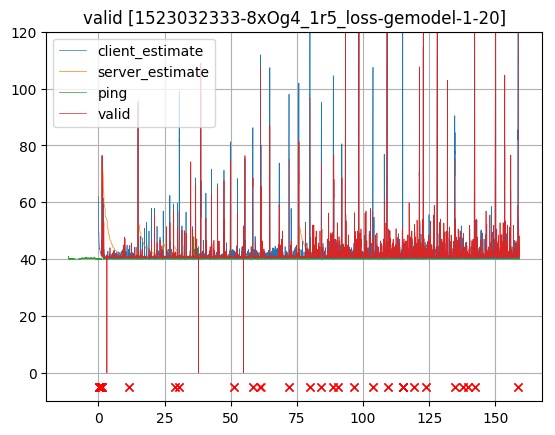 valid [1523032333-8xOg4_1r5_loss-gemodel-1-20]
client_estimate
server_estimate
ping
valid
120
100
80
60
40
20
0
0
25
50
75
100
125
150